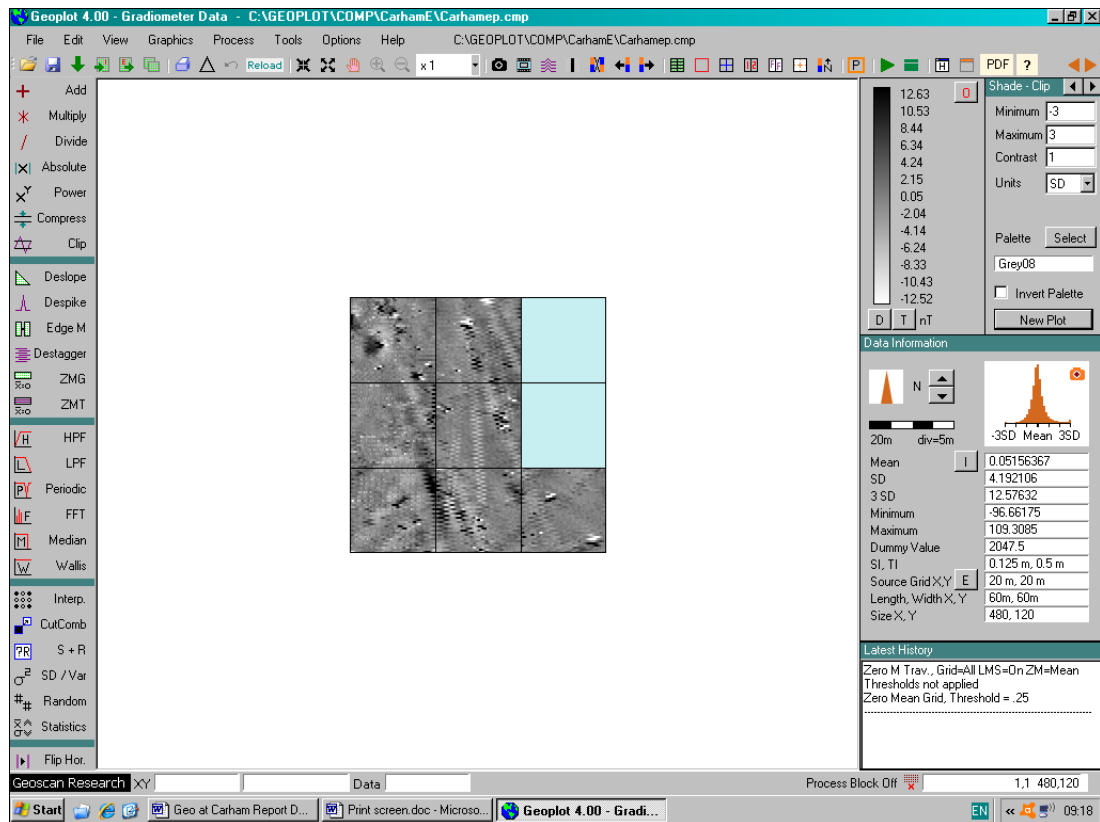 Geoplot 4.00 - Gradiometer Data - C:\GEOPLOT\COMP\CarhamE\Carhamep.cmp
File Edit View Graphics Process Tools Options Help C:\GEOPLOT\COMP\CarhamE\Carhamep.cmp
Reload x 1 P PDF ?
Add
Multiply
Divide
Absolute
Power
Compress
Clip
Deslope
Despike
Edge M
Destagger
ZMG
ZMT
HPF
LPF
Periodic
FFT
Median
Wallis
Interp.
CutComb
S + R
SD / Var
Random
Statistics
Flip Hor.
12.63
10.53
8.44
6.34
4.24
2.15
0.05
-2.04
-4.14
-6.24
-8.33
-10.43
-12.52
D T nT
Shade - Clip
Minimum -3
Maximum 3
Contrast 1
Units SD
Palette Select
Grey08
Invert Palette
New Plot
Data Information
N
20m div=5m
-3SD Mean 3SD
Mean I 0.05156367
SD 4.192106
3 SD 12.57632
Minimum -96.66175
Maximum 109.3085
Dummy Value 2047.5
SI, TI 0.125 m, 0.5 m
Source Grid X,Y E 20 m, 20 m
Length, Width X, Y 60m, 60m
Size X, Y 480, 120
Latest History
Zero M Trav., Grid=All LMS=On ZM=Mean
Thresholds not applied
Zero Mean Grid, Threshold = .25
Geoscan Research XY Data Process Block Off 1,1 480,120
Start Geo at Carham Report D... Print screen.doc - Microso... Geoplot 4.00 - Gradi... EN « 09:18